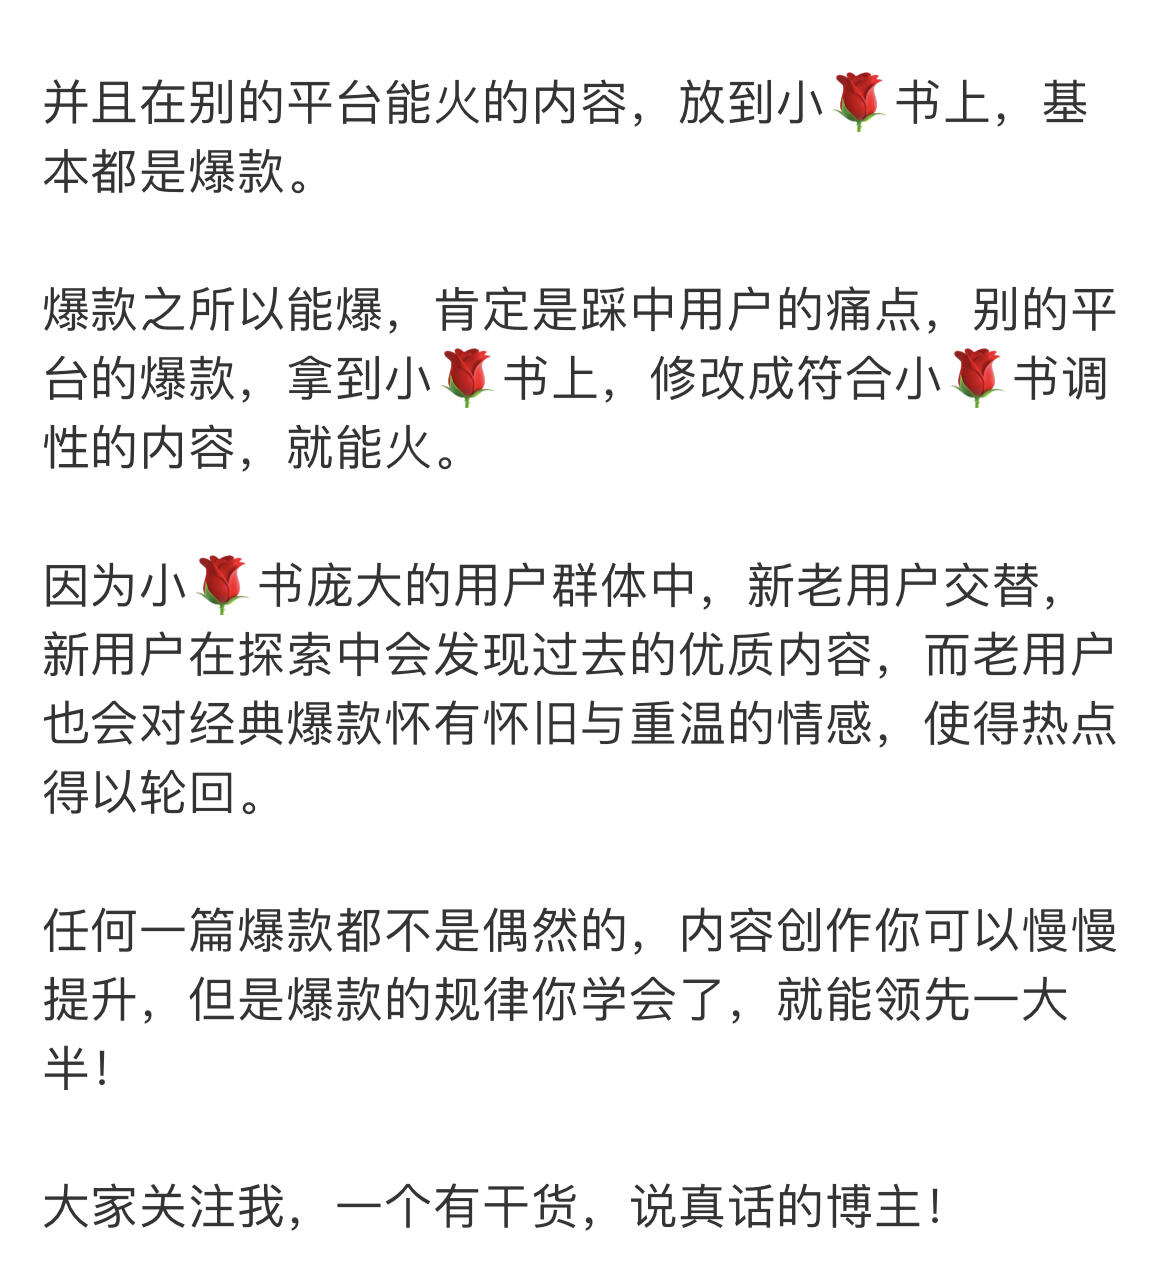 并且在别的平台能火的内容，放到小🌹书上，基
本都是爆款。
爆款之所以能爆，肯定是踩中用户的痛点，别的平
台的爆款，拿到小🌹书上，修改成符合小🌹书调
性的内容，就能火。
因为小🌹书庞大的用户群体中，新老用户交替，
新用户在探索中会发现过去的优质内容，而老用户
也会对经典爆款怀有怀旧与重温的情感，使得热点
得以轮回。
任何一篇爆款都不是偶然的，内容创作你可以慢慢
提升，但是爆款的规律你学会了，就能领先一大
半！
大家关注我，一个有干货，说真话的博主！